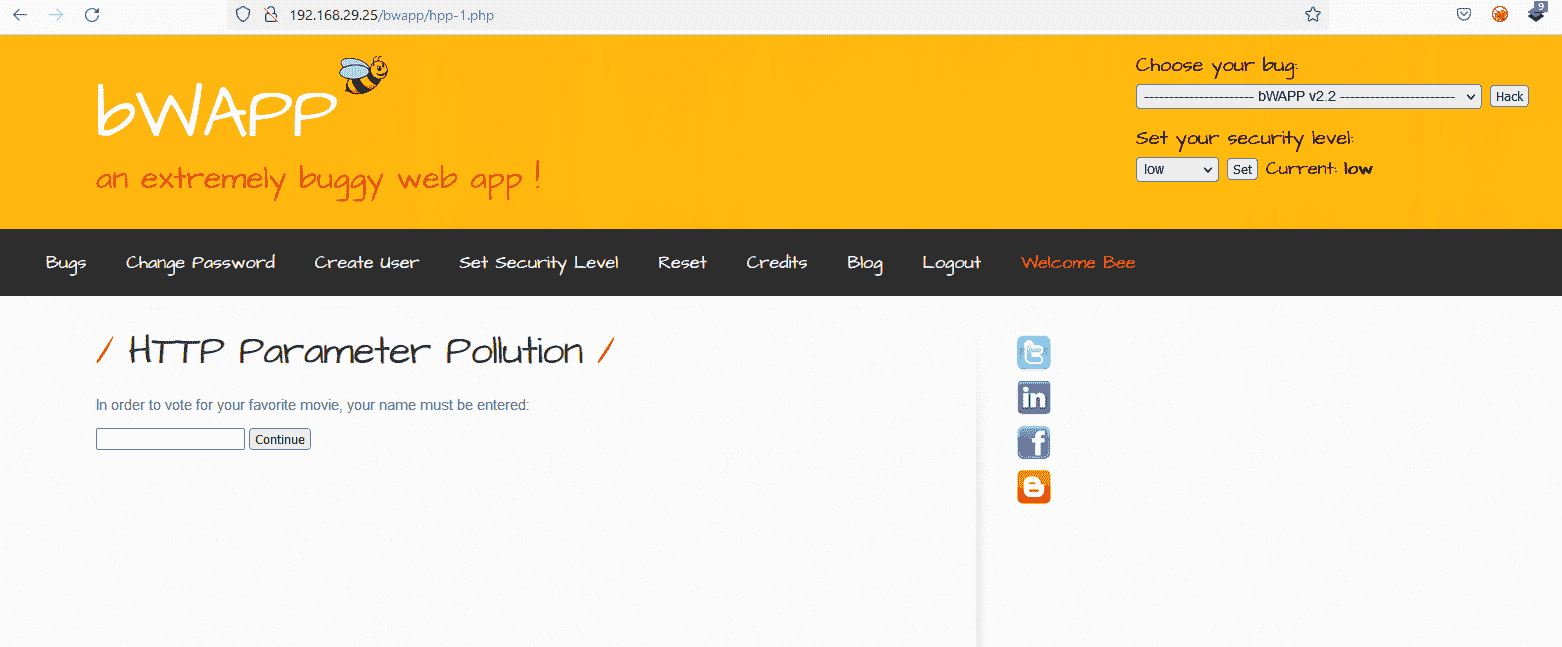 192.168.29.25/bwapp/hpp-1.php
9
bWAPP
an extremely buggy web app !
Choose your bug:
---------------------- bWAPP v2.2 -----------------------
Hack
Set your security level:
low
Set
Current: low
Bugs
Change Password
Create User
Set Security Level
Reset
Credits
Blog
Logout
Welcome Bee
/ HTTP Parameter Pollution /
In order to vote for your favorite movie, your name must be entered:
Continue
in
f